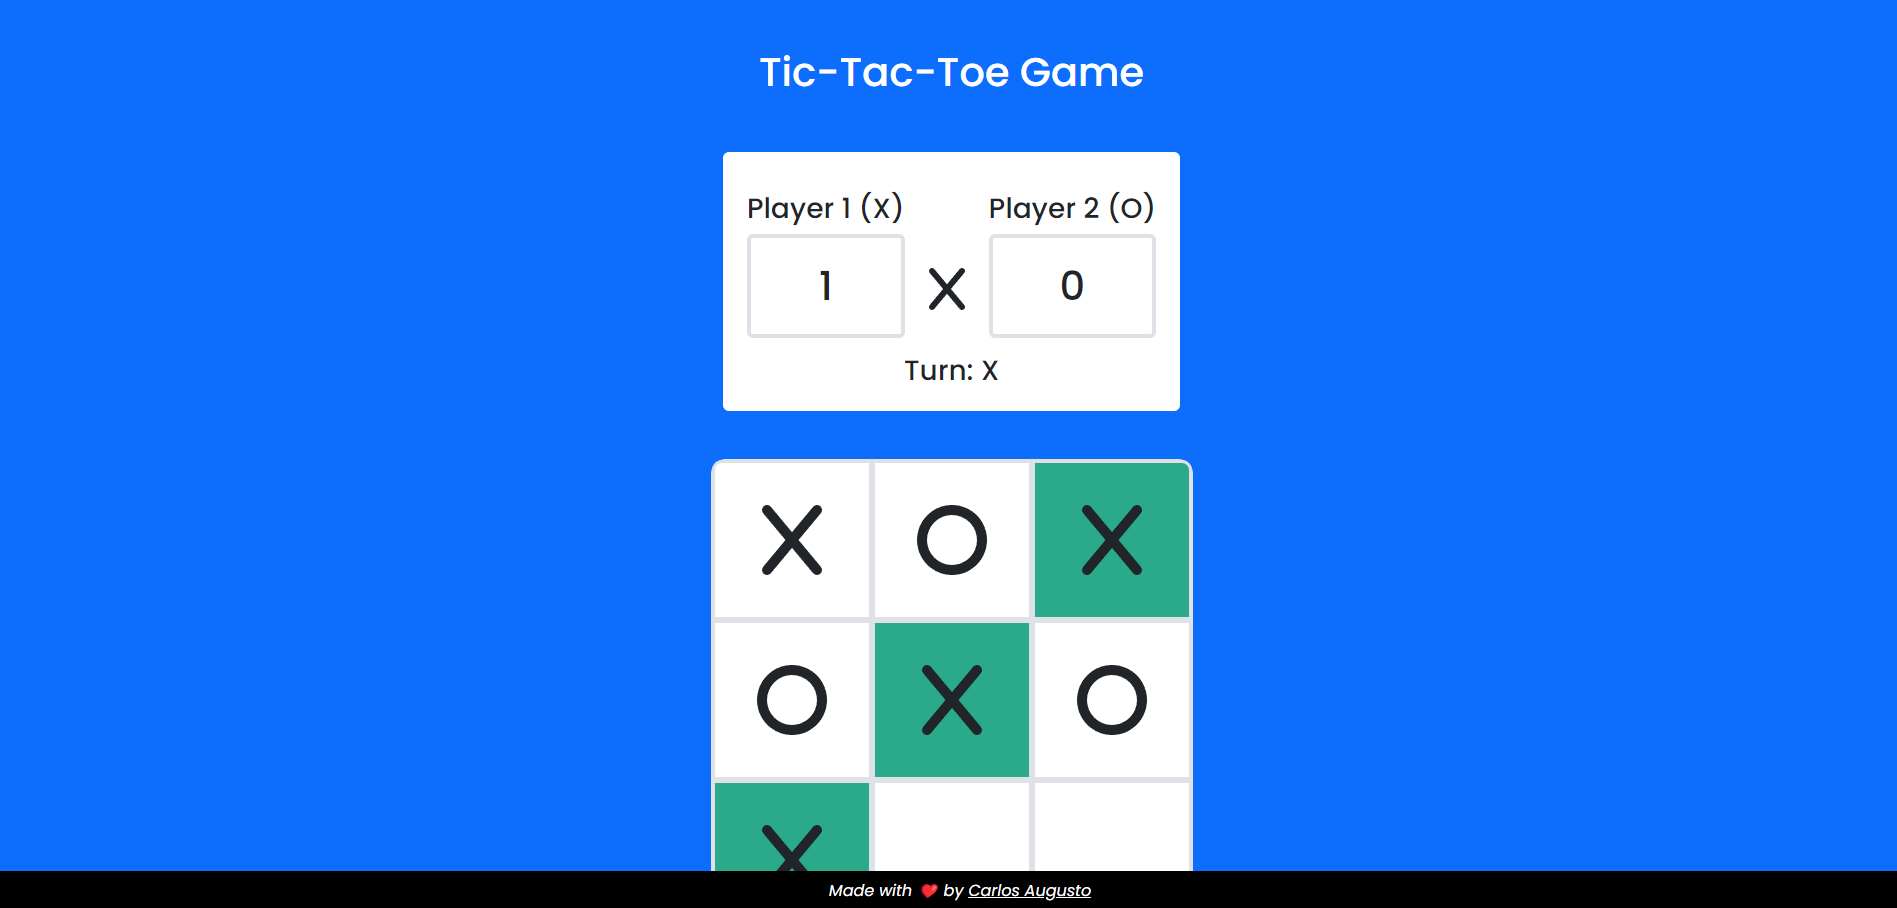 Tic-Tac-Toe Game
Player 1 (X) Player 2 (O)
1 X 0
Turn: X
X O X
O X O
X
Made with ❤️ by Carlos Augusto